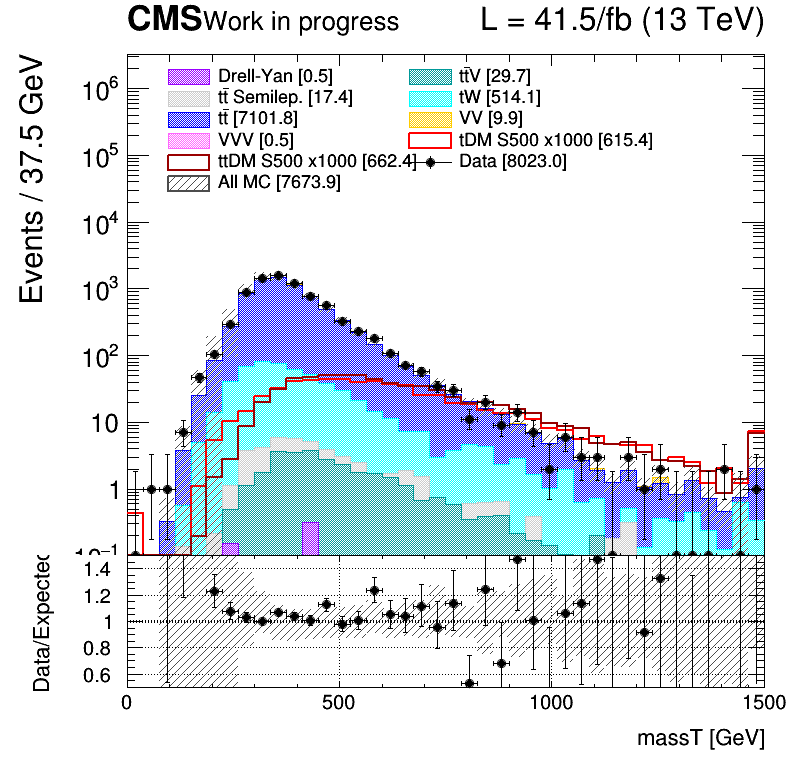 CMS Work in progress L = 41.5/fb (13 TeV)
Events / 37.5 GeV
10⁶
10⁵
10⁴
10³
10²
10
1
10⁻¹
Drell-Yan [0.5] tt̄V [29.7]
tt̄ Semilep. [17.4] tW [514.1]
tt̄ [7101.8] VV [9.9]
VVV [0.5] tDM S500 x1000 [615.4]
ttDM S500 x1000 [662.4] Data [8023.0]
All MC [7673.9]
Data/Expected
1.4
1.2
1
0.8
0.6
0 500 1000 1500
massT [GeV]